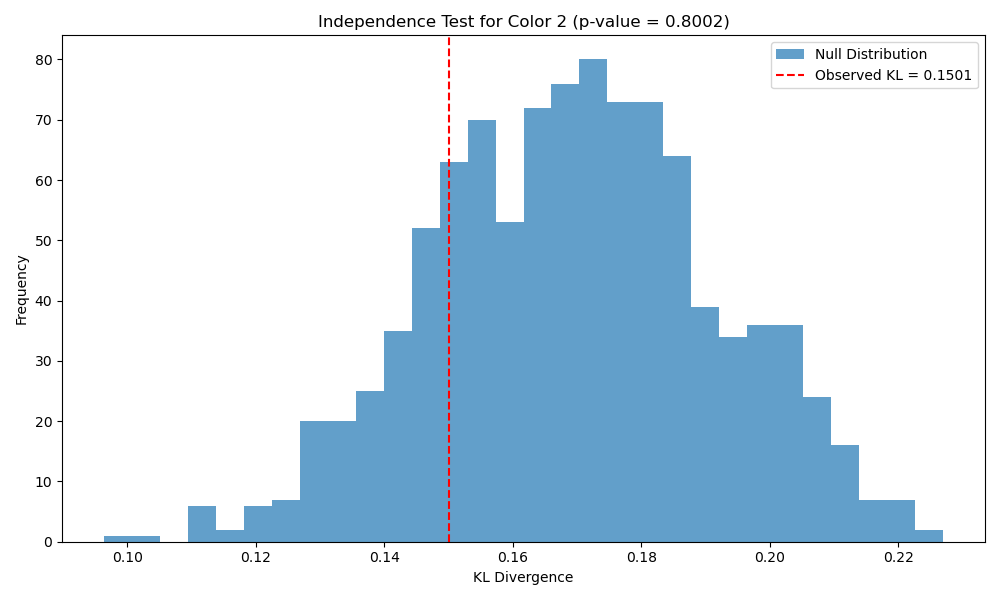 Independence Test for Color 2 (p-value = 0.8002)
Null Distribution
Observed KL = 0.1501
Frequency
80
70
60
50
40
30
20
10
0
0.10 0.12 0.14 0.16 0.18 0.20 0.22
KL Divergence